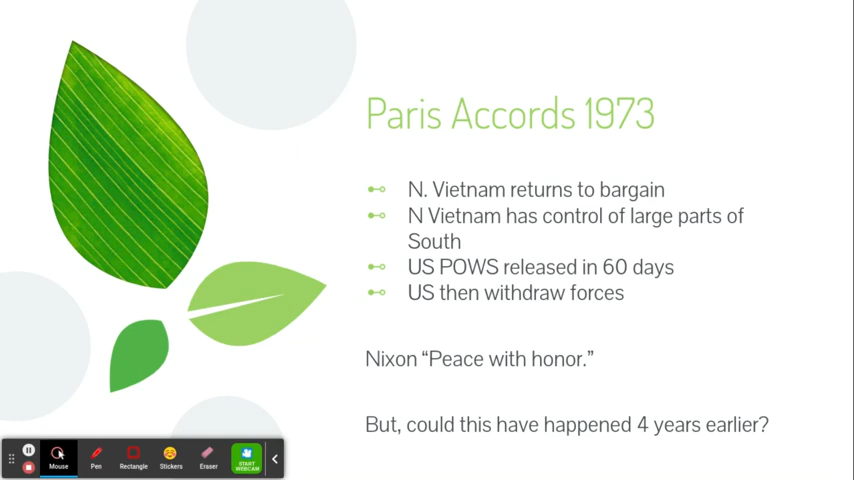 Paris Accords 1973
N. Vietnam returns to bargain
N Vietnam has control of large parts of
South
US POWS released in 60 days
US then withdraw forces
Nixon “Peace with honor.”
But, could this have happened 4 years earlier?
Mouse
Pen
Rectangle
Stickers
Eraser
START
WEBCAM